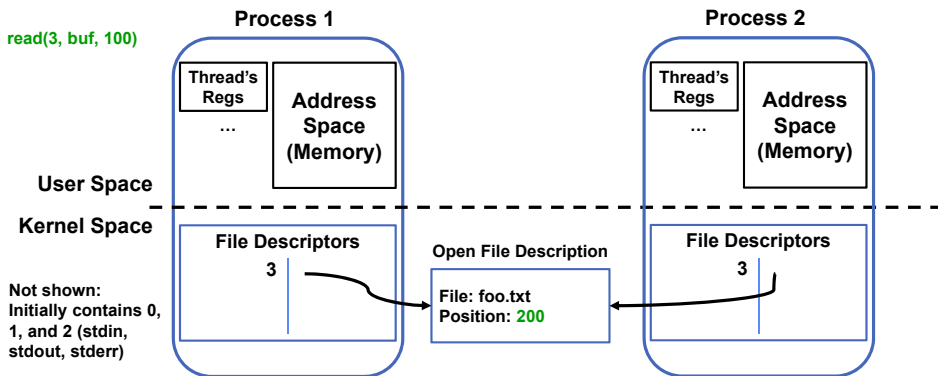 Process 1
Process 2
read(3, buf, 100)
Thread's
Regs
...
Address
Space
(Memory)
Thread's
Regs
...
Address
Space
(Memory)
User Space
Kernel Space
File Descriptors
3
Open File Description
File: foo.txt
Position: 200
File Descriptors
3
Not shown:
Initially contains 0,
1, and 2 (stdin,
stdout, stderr)